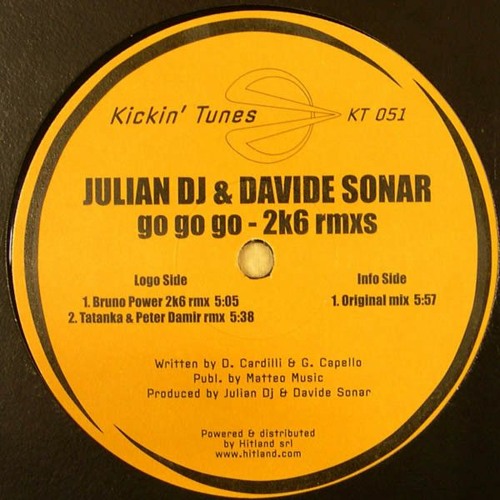 Kickin' Tunes KT 051
JULIAN DJ & DAVIDE SONAR
go go go - 2k6 rmxs
Logo Side
1. Bruno Power 2k6 rmx 5:05
2. Tatanka & Peter Damir rmx 5:38
Info Side
1. Original mix 5:57
Written by D. Cardilli & G. Capello
Publ. by Matteo Music
Produced by Julian Dj & Davide Sonar
Powered & distributed
by Hitland srl
www.hitland.com